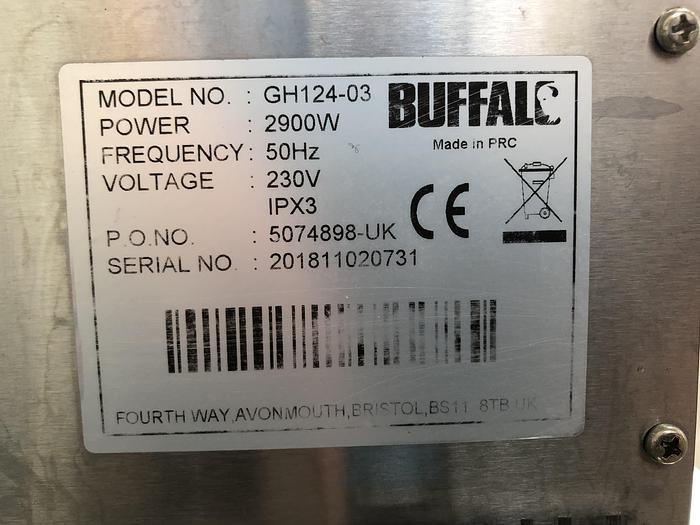 MODEL NO. : GH124-03
BUFFALO
POWER : 2900W
Made in PRC
FREQUENCY : 50Hz
VOLTAGE : 230V
IPX3
CE
P.O.NO. : 5074898-UK
SERIAL NO. : 201811020731
FOURTH WAY,AVONMOUTH,BRISTOL,BS11 8TB UK